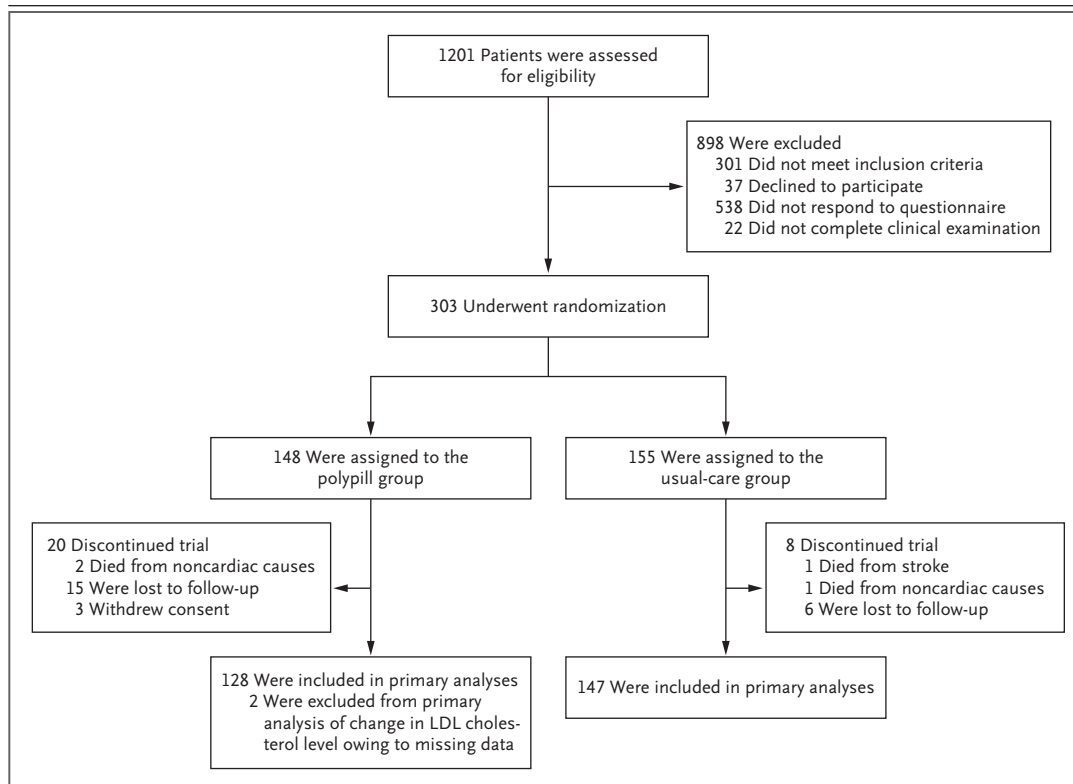 1201 Patients were assessed
for eligibility
898 Were excluded
301 Did not meet inclusion criteria
37 Declined to participate
538 Did not respond to questionnaire
22 Did not complete clinical examination
303 Underwent randomization
148 Were assigned to the
polypill group
155 Were assigned to the
usual-care group
20 Discontinued trial
2 Died from noncardiac causes
15 Were lost to follow-up
3 Withdrew consent
8 Discontinued trial
1 Died from stroke
1 Died from noncardiac causes
6 Were lost to follow-up
128 Were included in primary analyses
2 Were excluded from primary
analysis of change in LDL choles-
terol level owing to missing data
147 Were included in primary analyses